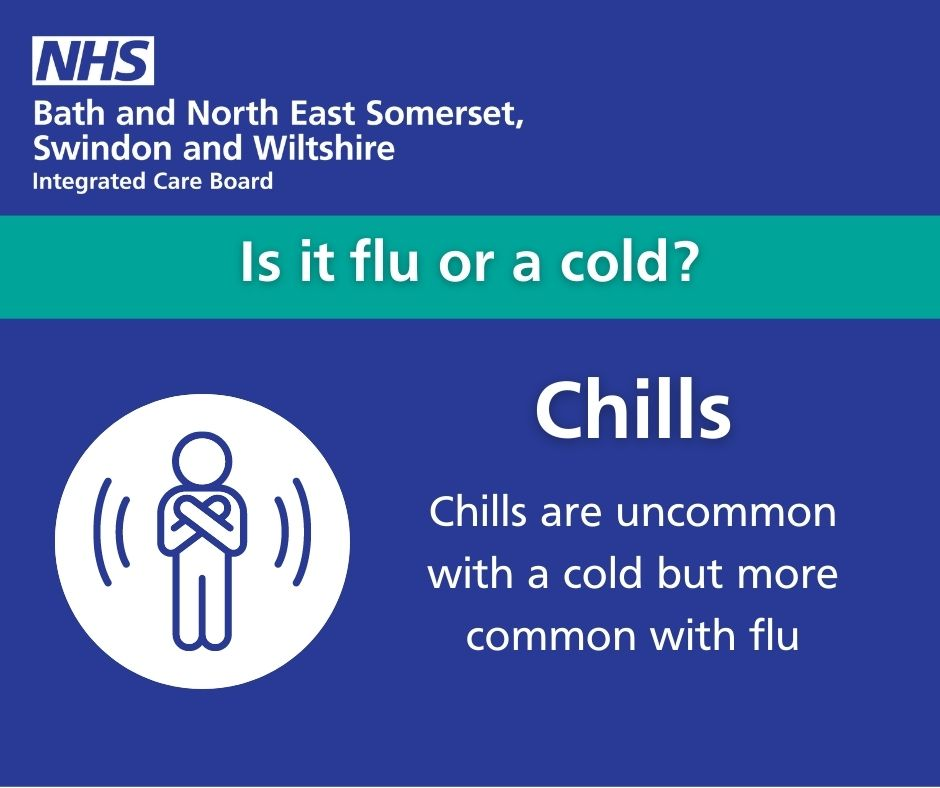 NHS
Bath and North East Somerset,
Swindon and Wiltshire
Integrated Care Board
Is it flu or a cold?
Chills
Chills are uncommon
with a cold but more
common with flu